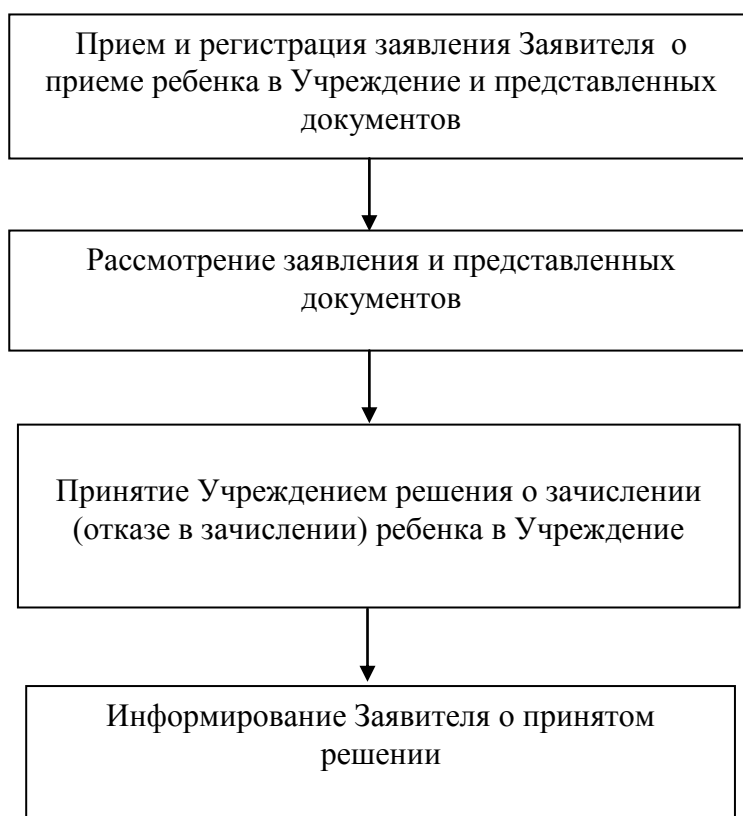 Прием и регистрация заявления Заявителя  о
приеме ребенка в Учреждение и представленных
документов
Рассмотрение заявления и представленных
документов
Принятие Учреждением решения о зачислении
(отказе в зачислении) ребенка в Учреждение
Информирование Заявителя о принятом
решении